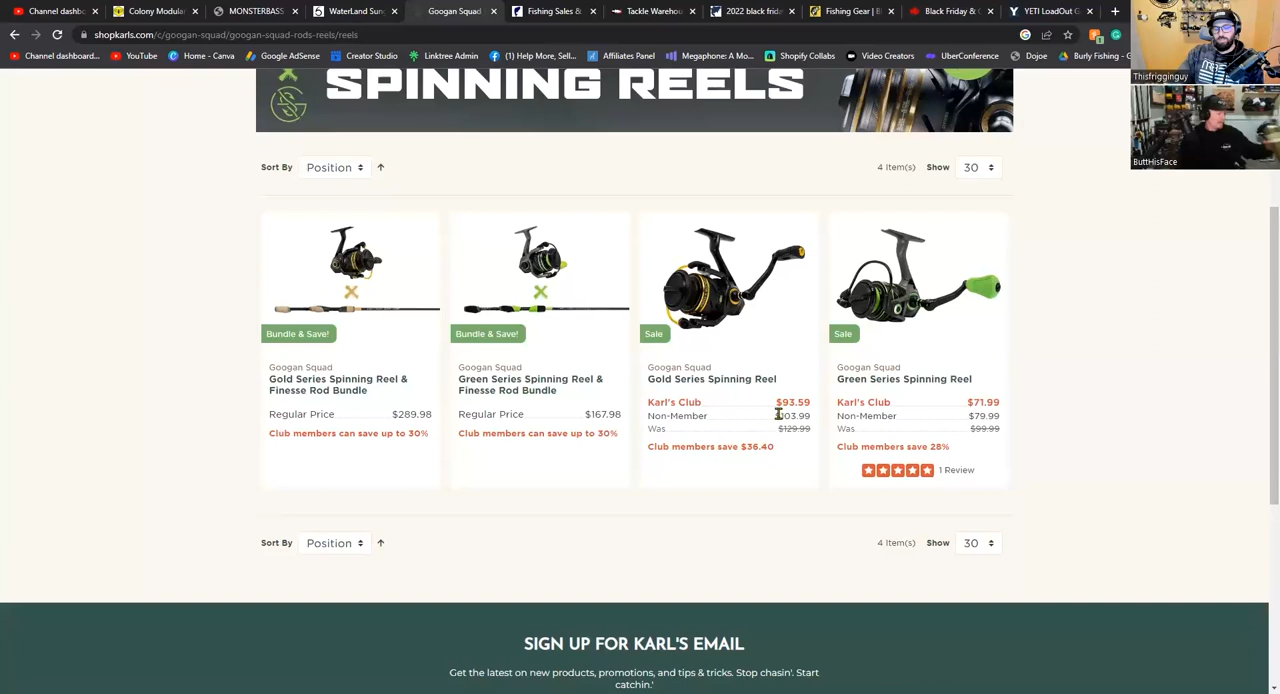 Channel dashbo
Colony Modular
MONSTERBASS
WaterLand Sung
Googan Squad
Fishing Sales &
Tackle Warehou
2022 black frida
Fishing Gear | B
Black Friday & C
YETI LoadOut G
shopkarls.com/c/googan-squad/googan-squad-rods-reels/reels
Channel dashboard...
YouTube
Home - Canva
Google AdSense
Creator Studio
Linktree Admin
(1) Help More, Sell...
Affiliates Panel
Megaphone: A Mo...
Shopify Collabs
Video Creators
UberConference
Dojoe
Burly Fishing -
Thisfrigginguy
ButtHisFace
SPINNING REELS
Sort By Position
4 Item(s) Show 30
Bundle & Save!
Googan Squad
Gold Series Spinning Reel &
Finesse Rod Bundle
Regular Price $289.98
Club members can save up to 30%
Bundle & Save!
Googan Squad
Green Series Spinning Reel &
Finesse Rod Bundle
Regular Price $167.98
Club members can save up to 30%
Sale
Googan Squad
Gold Series Spinning Reel
Karl's Club $93.59
Non-Member $103.99
Was $129.99
Club members save $36.40
Sale
Googan Squad
Green Series Spinning Reel
Karl's Club $71.99
Non-Member $79.99
Was $99.99
Club members save 28%
1 Review
Sort By Position
4 Item(s) Show 30
SIGN UP FOR KARL'S EMAIL
Get the latest on new products, promotions, and tips & tricks. Stop chasin'. Start
catchin.'